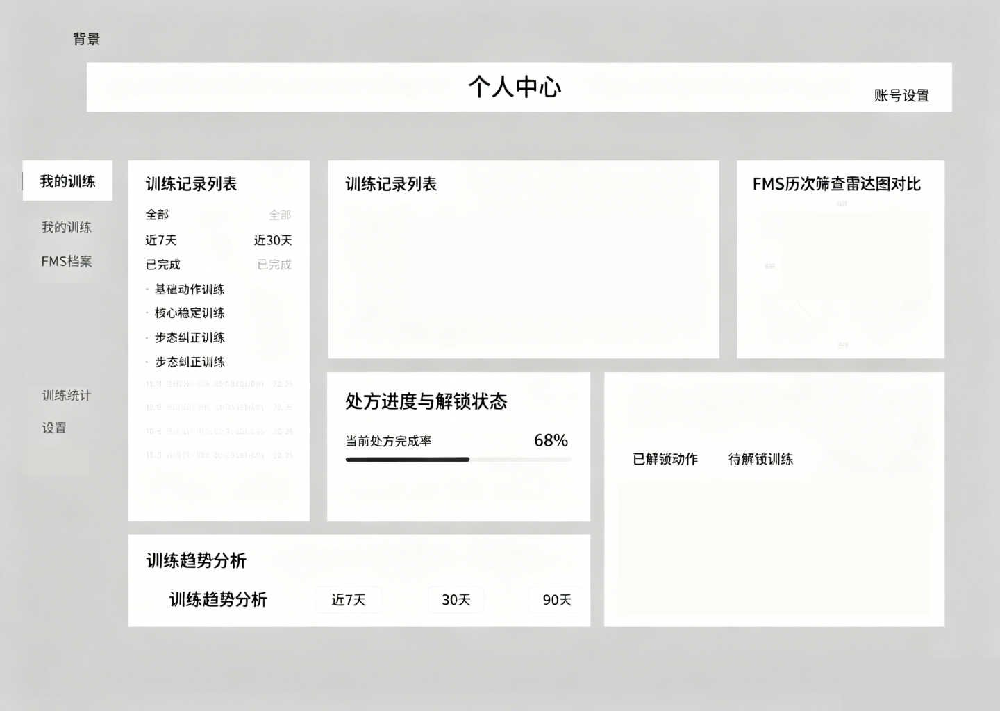 背景
个人中心
账号设置
我的训练
我的训练
FMS档案
训练统计
设置
训练记录列表
全部 全部
近7天 近30天
已完成 已完成
· 基础动作训练
· 核心稳定训练
· 步态纠正训练
· 步态纠正训练
训练记录列表
FMS历次筛查雷达图对比
处方进度与解锁状态
当前处方完成率 68%
已解锁动作 待解锁训练
训练趋势分析
训练趋势分析 近7天 30天 90天